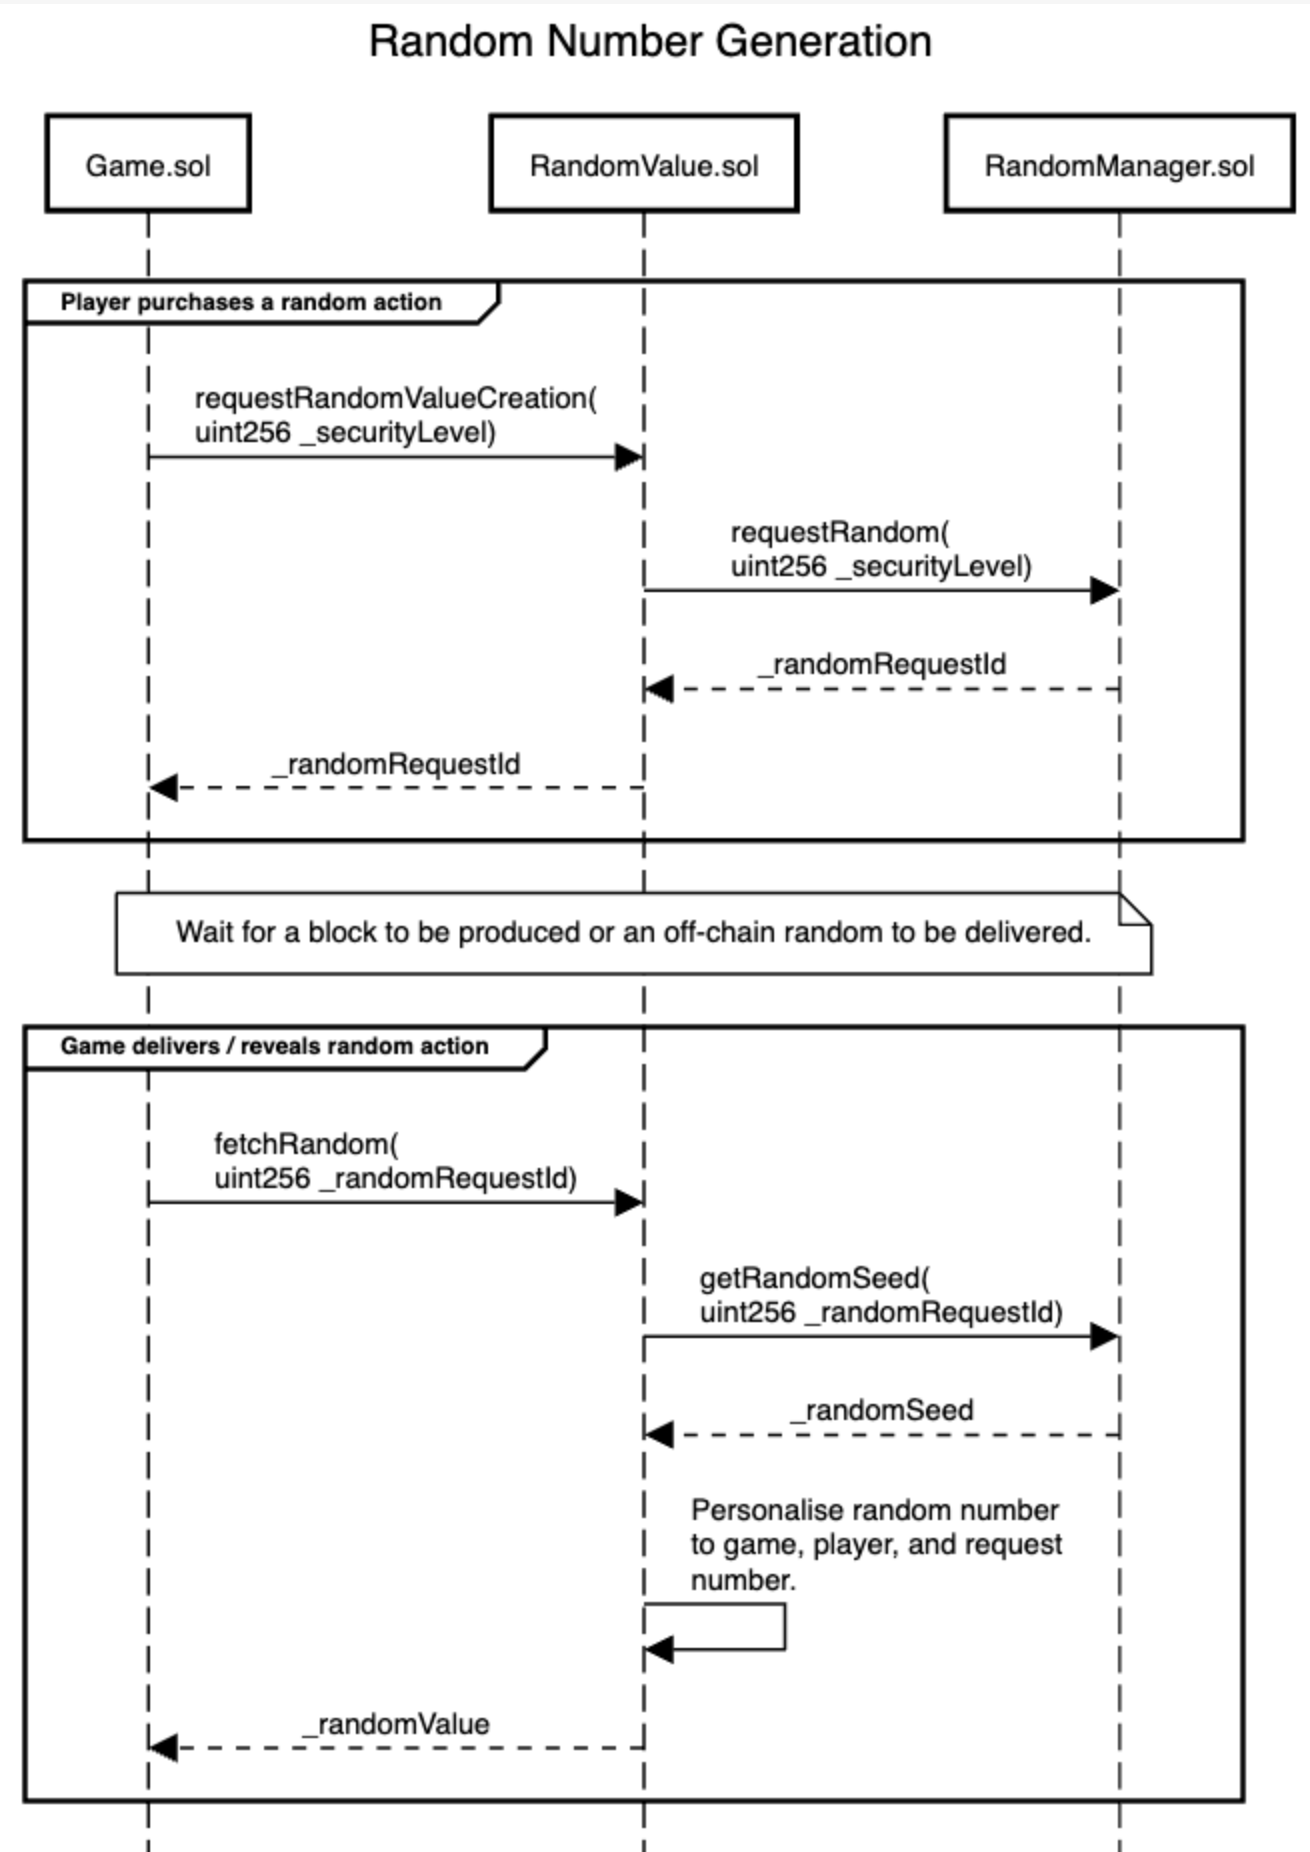 Random Number Generation
Game.sol
RandomValue.sol
RandomManager.sol
Player purchases a random action
requestRandomValueCreation(
uint256 _securityLevel)
requestRandom(
uint256 _securityLevel)
_randomRequestId
_randomRequestId
Wait for a block to be produced or an off-chain random to be delivered.
Game delivers / reveals random action
fetchRandom(
uint256 _randomRequestId)
getRandomSeed(
uint256 _randomRequestId)
_randomSeed
Personalise random number
to game, player, and request
number.
_randomValue